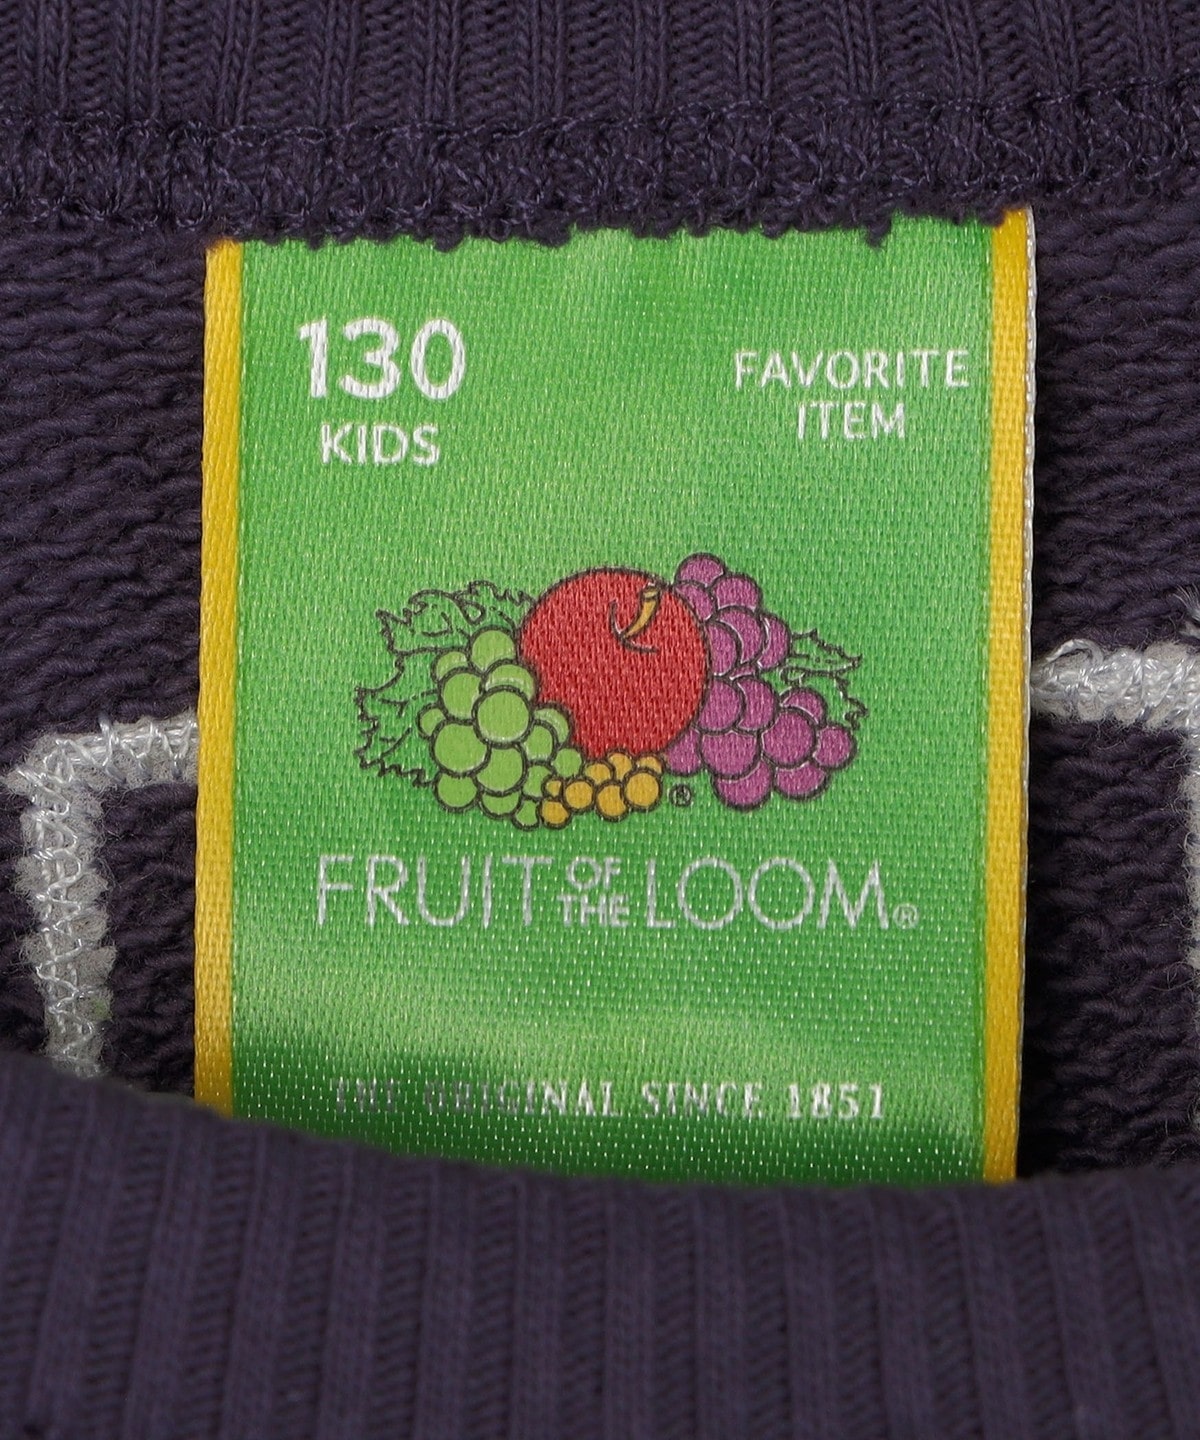 130
KIDS
FAVORITE
ITEM
®
FRUIT OF THE LOOM®
THE ORIGINAL SINCE 1851